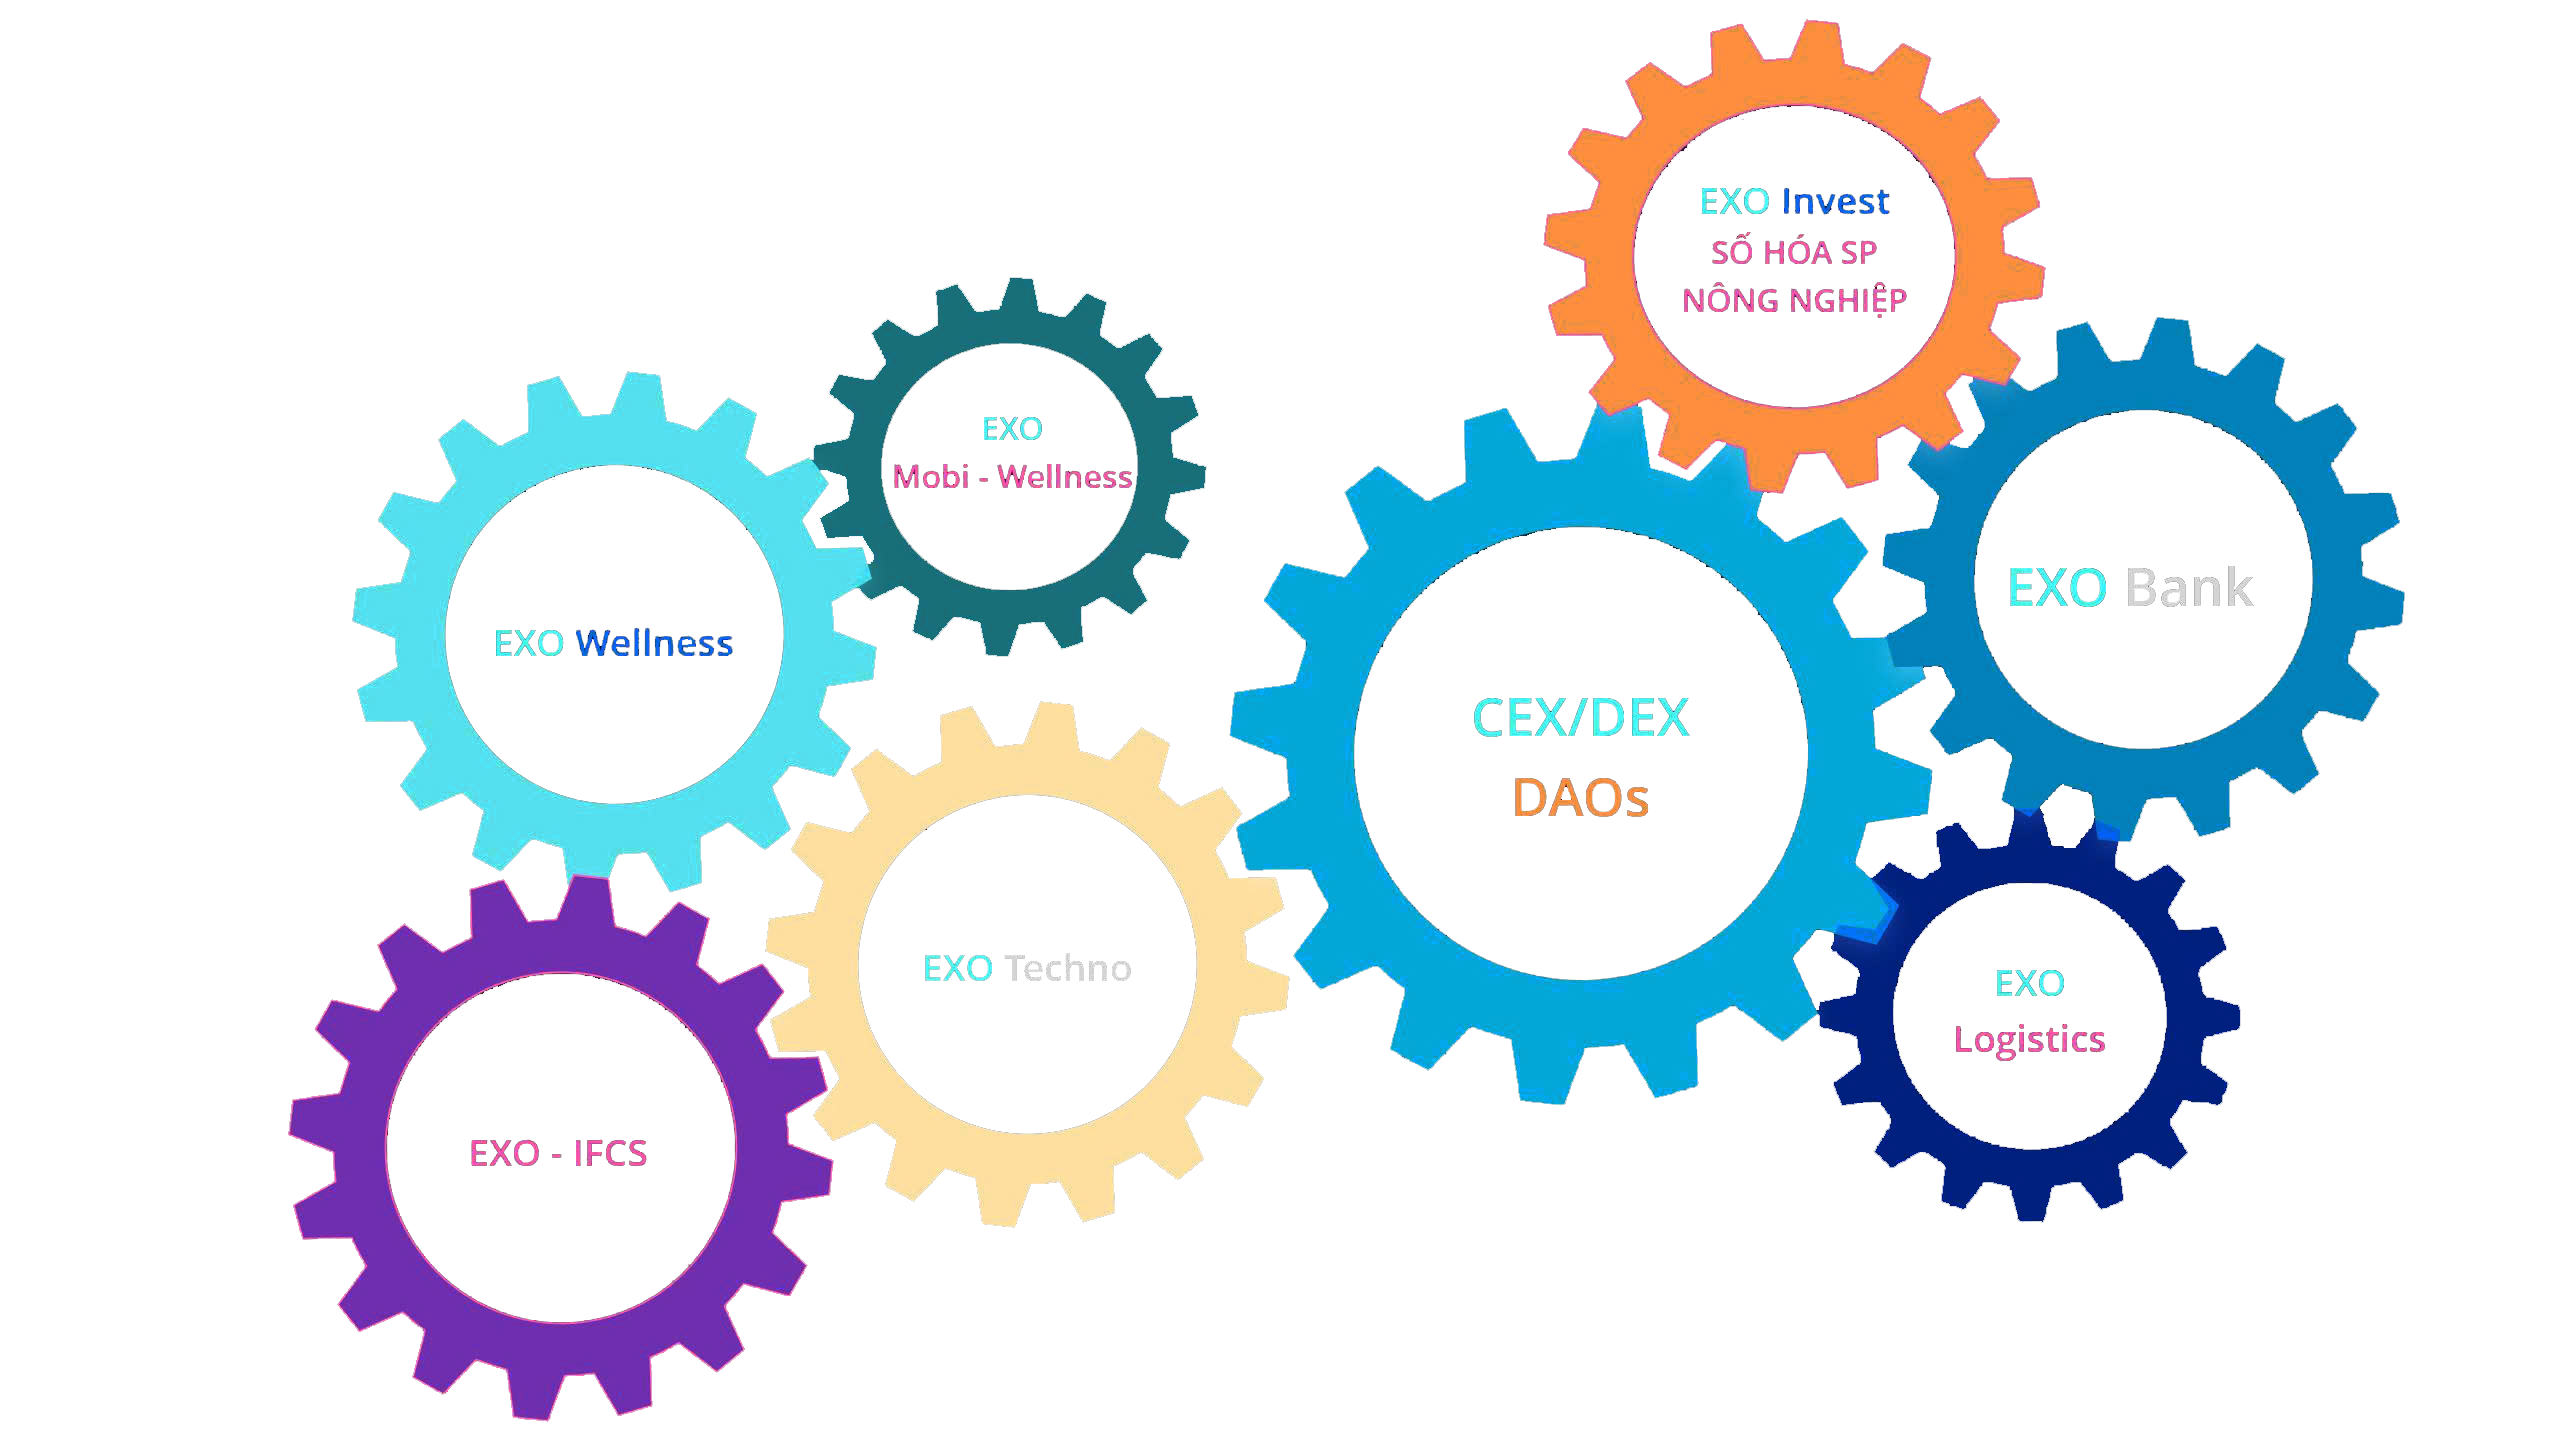 EXO Invest
SỐ HÓA SP
NÔNG NGHIỆP
EXO
Mobi - Wellness
EXO Wellness
EXO Bank
CEX/DEX
DAOs
EXO Techno
EXO
Logistics
EXO - IFCS